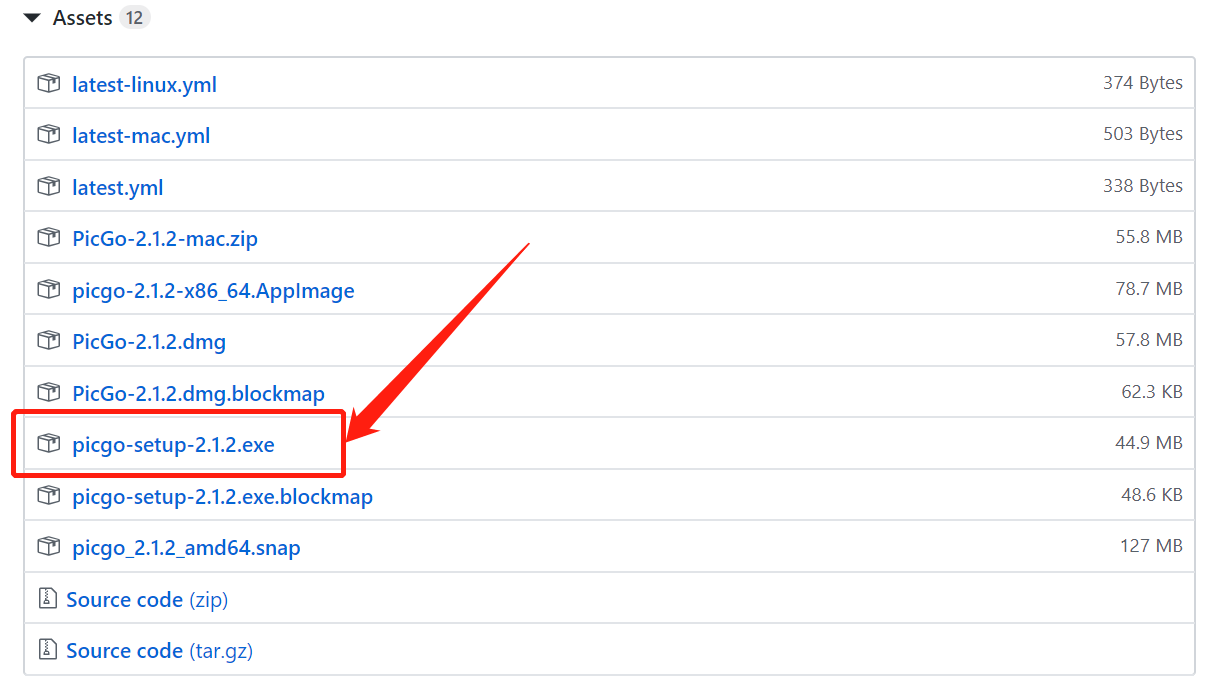 Assets 12
latest-linux.yml 374 Bytes
latest-mac.yml 503 Bytes
latest.yml 338 Bytes
PicGo-2.1.2-mac.zip 55.8 MB
picgo-2.1.2-x86_64.AppImage 78.7 MB
PicGo-2.1.2.dmg 57.8 MB
PicGo-2.1.2.dmg.blockmap 62.3 KB
picgo-setup-2.1.2.exe 44.9 MB
picgo-setup-2.1.2.exe.blockmap 48.6 KB
picgo_2.1.2_amd64.snap 127 MB
Source code (zip)
Source code (tar.gz)